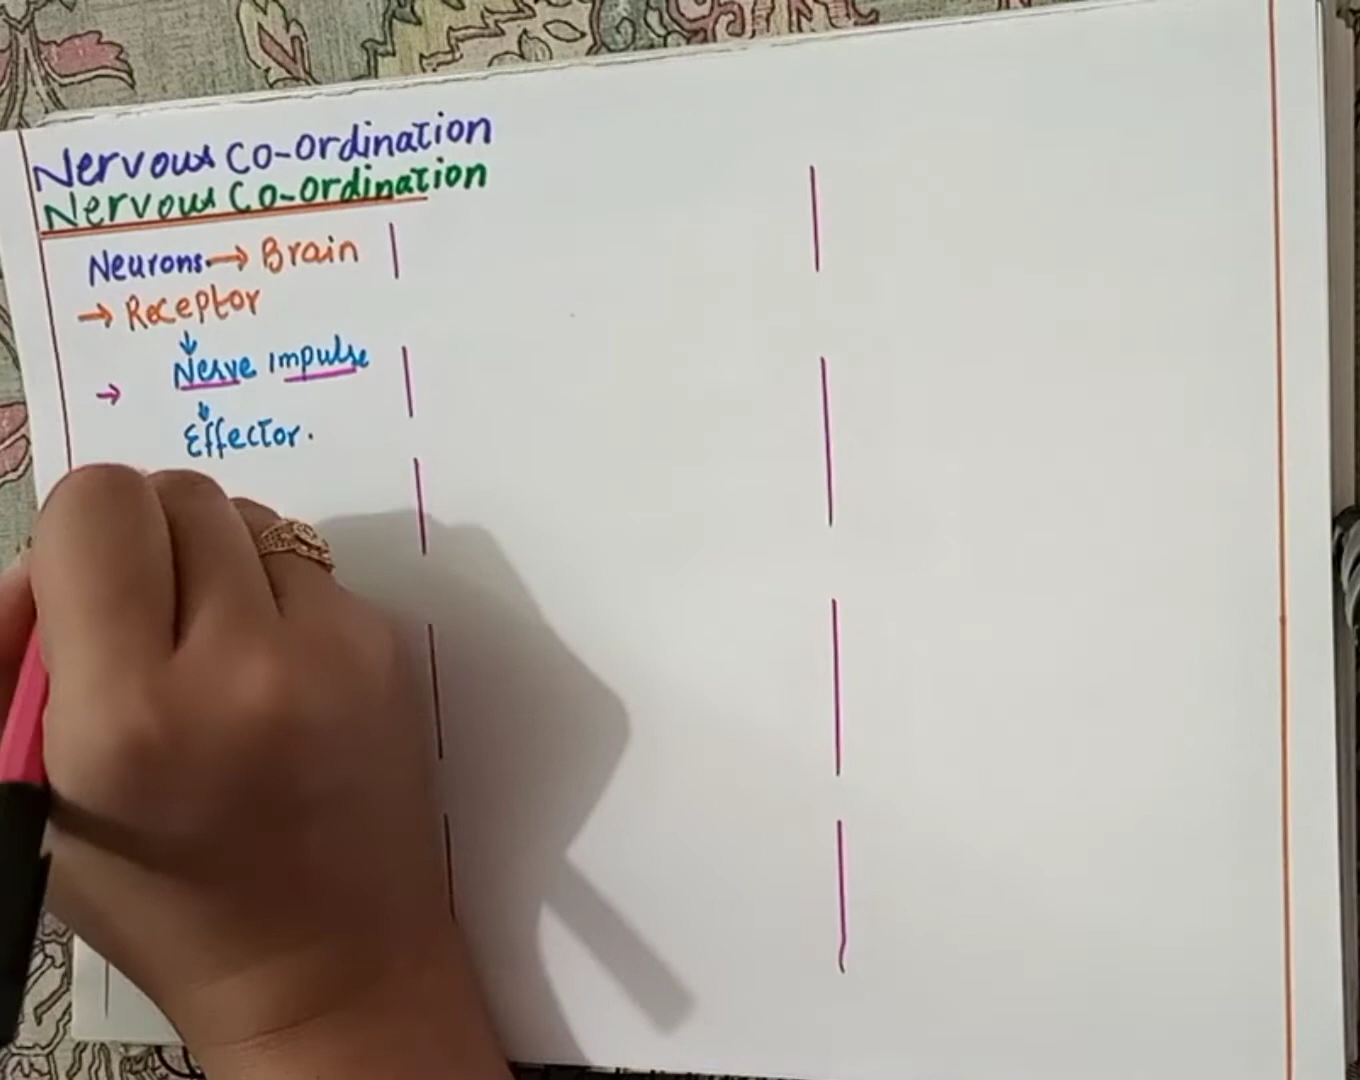 Nervous Co-ordination
Nervous Co-ordination
Neurons. → Brain
→ Receptor
↓
Nerve impulse
→
↓
Effector.